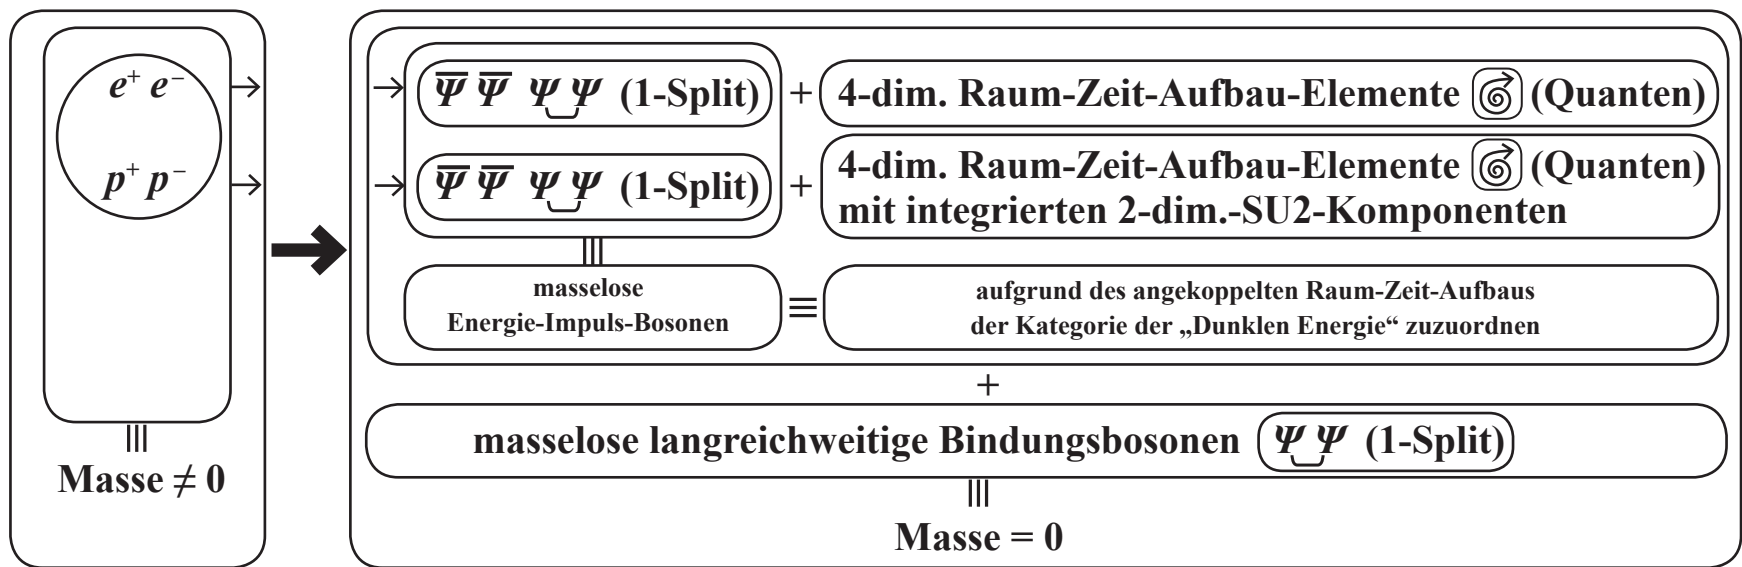 e⁺ e⁻
p⁺ p⁻
Masse ≠ 0
Ψ̅ Ψ̅ Ψ Ψ (1-Split) + 4-dim. Raum-Zeit-Aufbau-Elemente (Quanten)
Ψ̅ Ψ̅ Ψ Ψ (1-Split) + 4-dim. Raum-Zeit-Aufbau-Elemente (Quanten)
mit integrierten 2-dim.-SU2-Komponenten
masselose
Energie-Impuls-Bosonen
≡
aufgrund des angekoppelten Raum-Zeit-Aufbaus
der Kategorie der „Dunklen Energie“ zuzuordnen
+
masselose langreichweitige Bindungsbosonen Ψ Ψ (1-Split)
Masse = 0